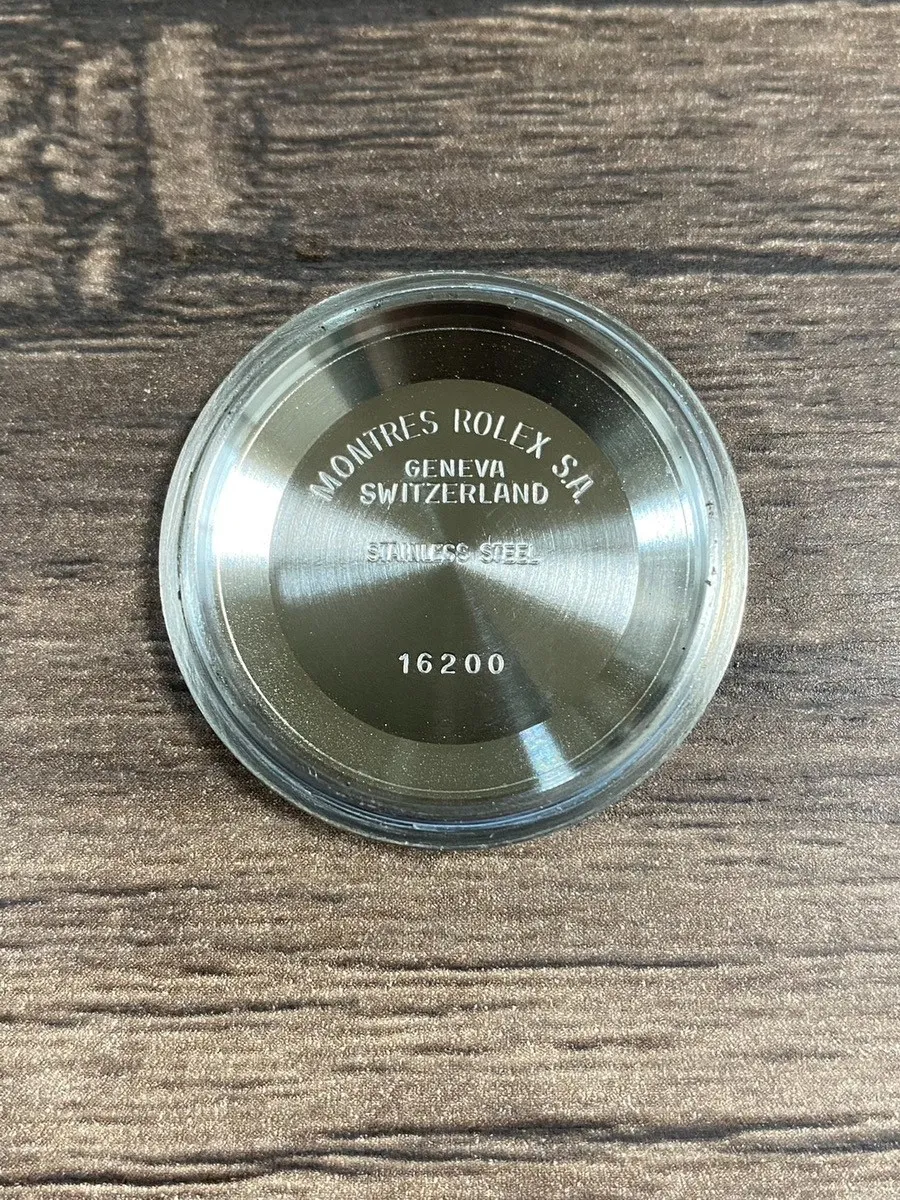 MONTRES ROLEX S.A.
GENEVA
SWITZERLAND
STAINLESS STEEL
16200